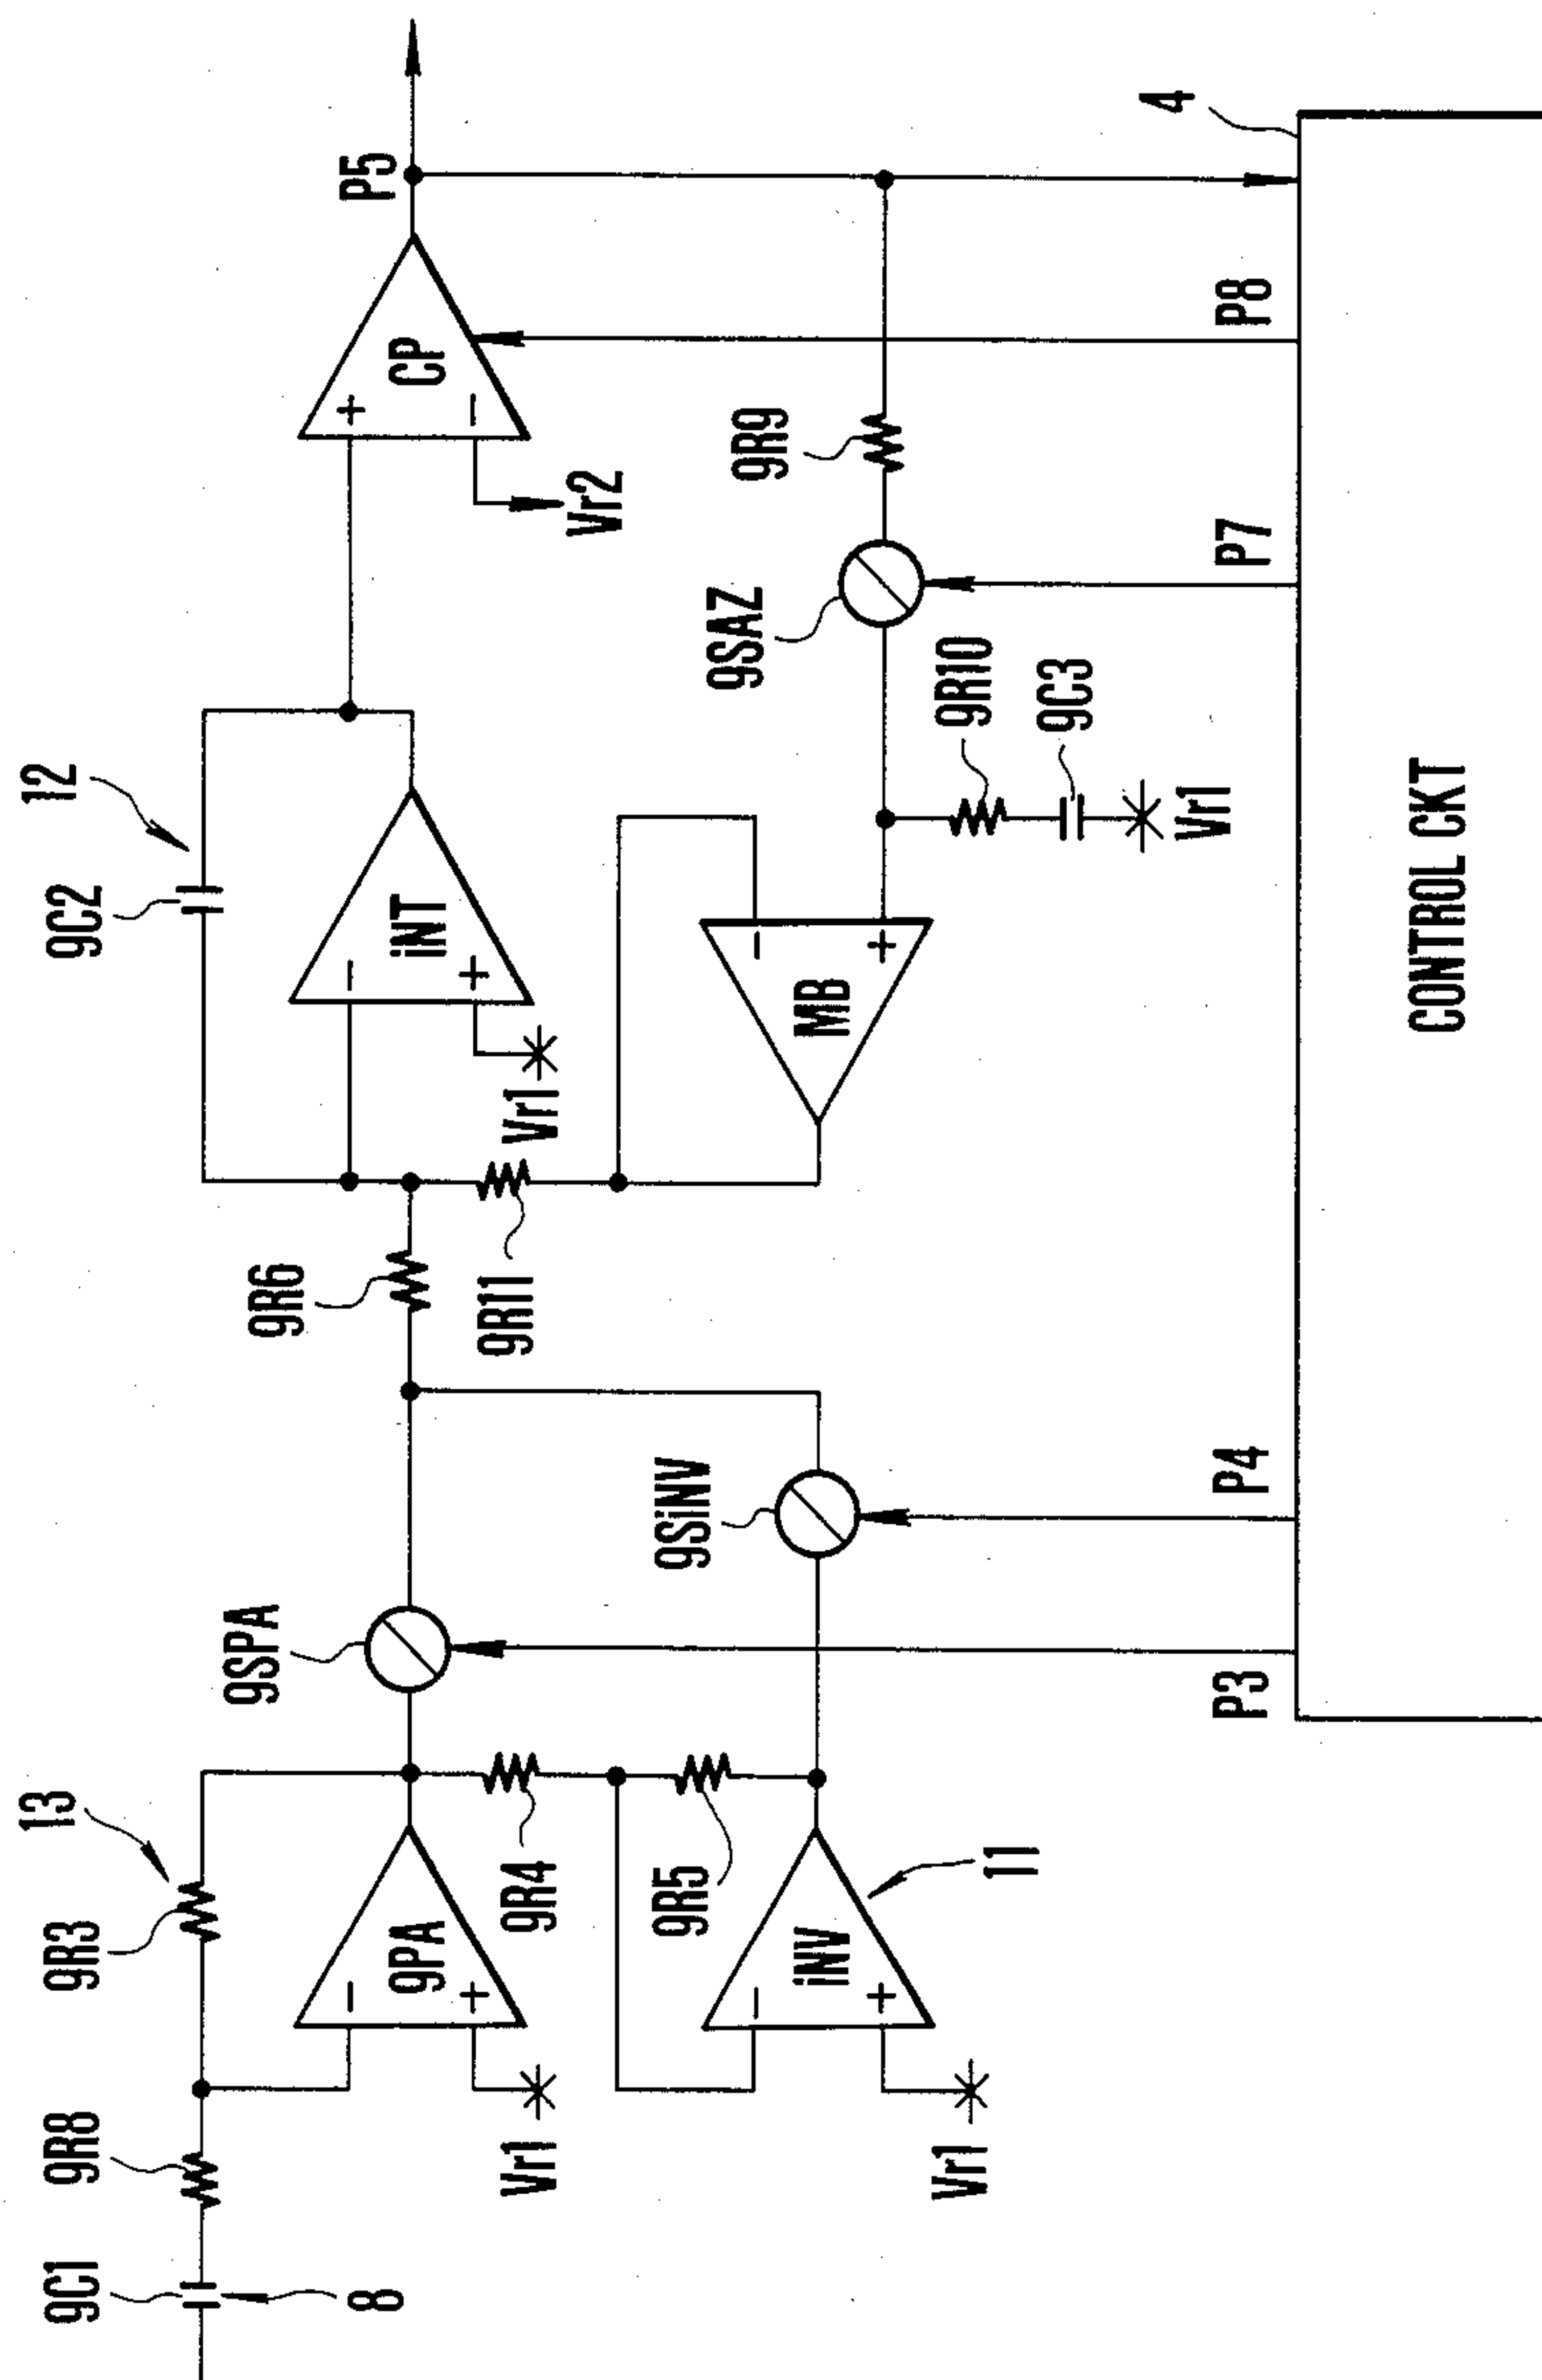 9C1
9R8
9R3
13
9C2
12
8
Vr1
9PA
- +
9SPA
9R6
iNT
- +
Vr1
CP
+ -
P5
Vr2
9R4
9R11
9R5
9SiNV
MB
- +
9SAZ
9R9
Vr1
iNV
- +
11
9R10
9C3
Vr1
P3
P4
P7
P8
4
CONTROL CKT